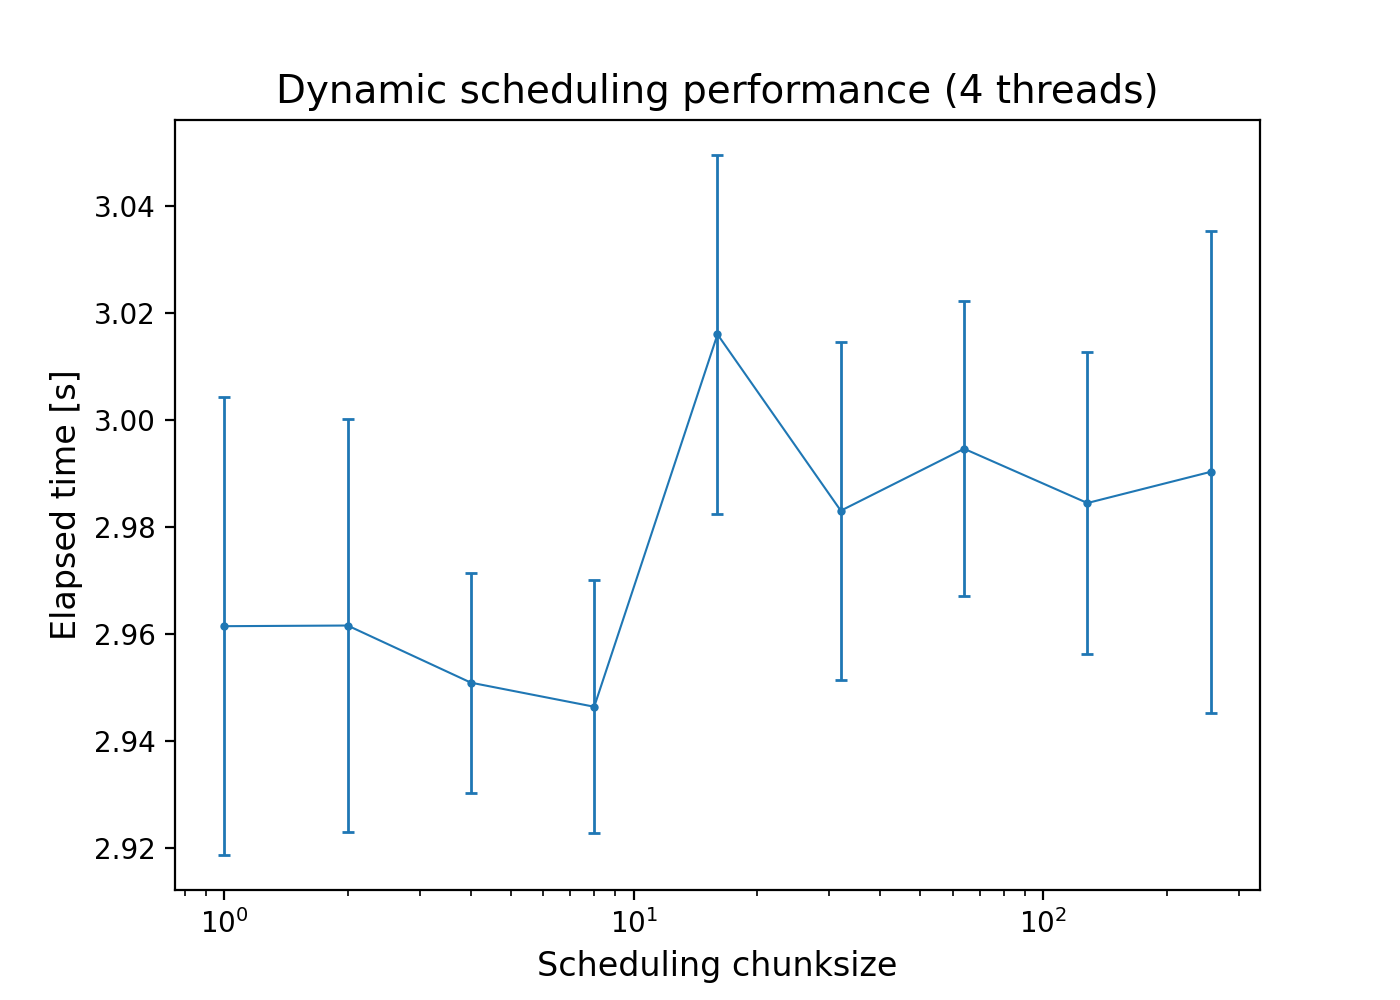 Dynamic scheduling performance (4 threads)
3.04
3.02
3.00
2.98
2.96
2.94
2.92
Elapsed time [s]
10⁰ 10¹ 10²
Scheduling chunksize